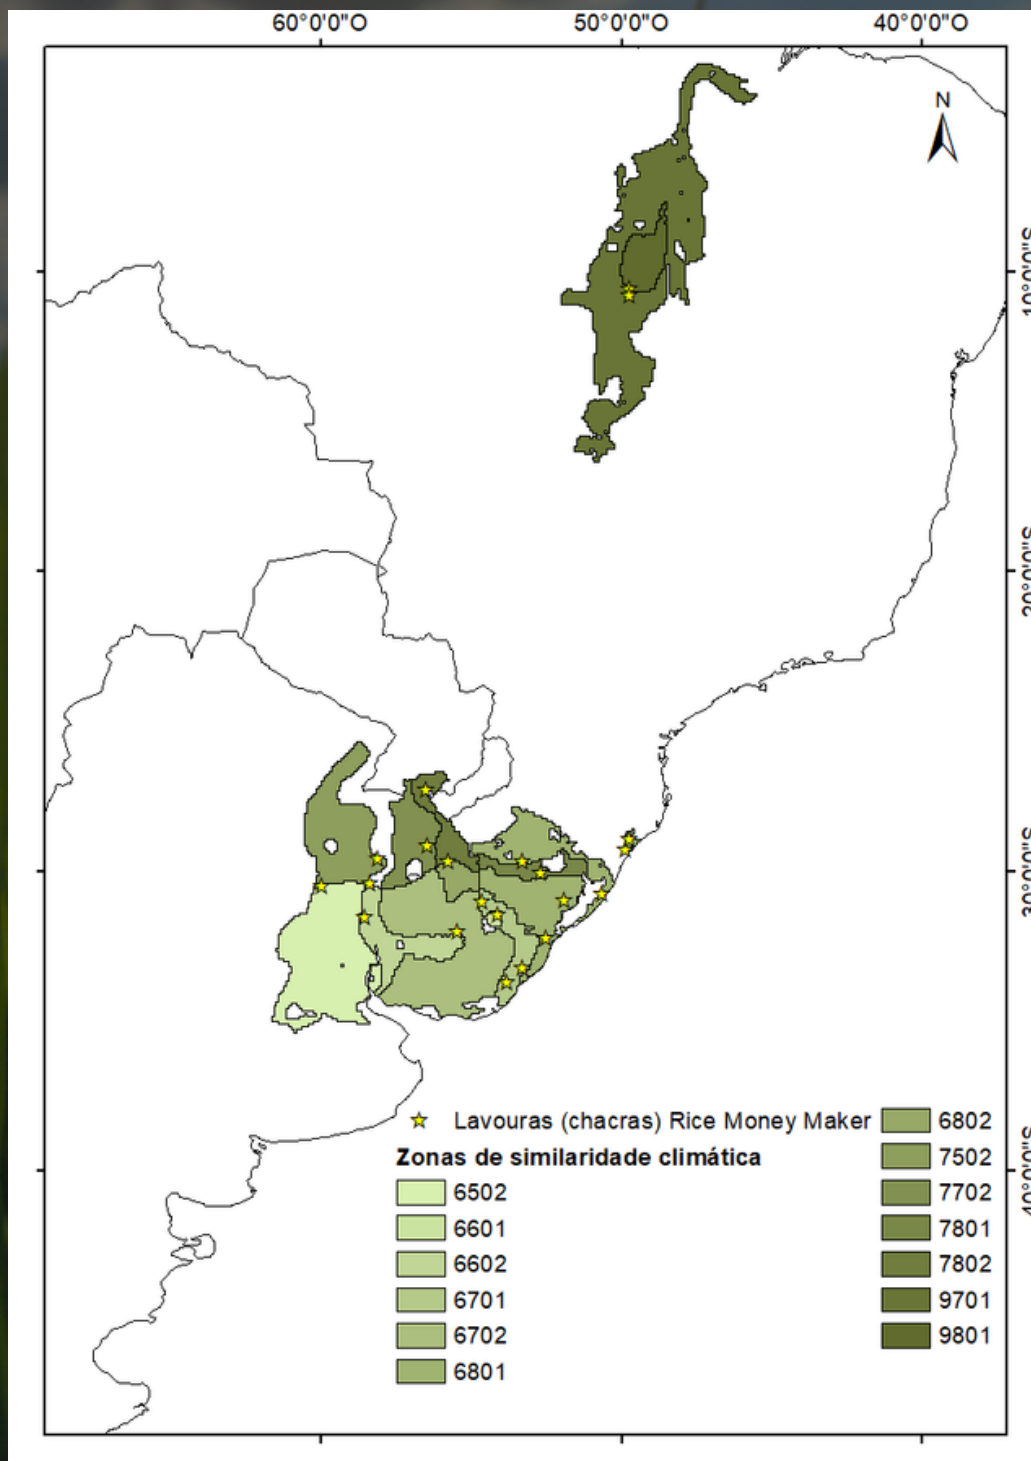 60°0'0"O 50°0'0"O 40°0'0"O
N
10°0'0"S
20°0'0"S
30°0'0"S
40°0'0"S
Lavouras (chacras) Rice Money Maker
Zonas de similaridade climática
6502
6601
6602
6701
6702
6801
6802
7502
7702
7801
7802
9701
9801